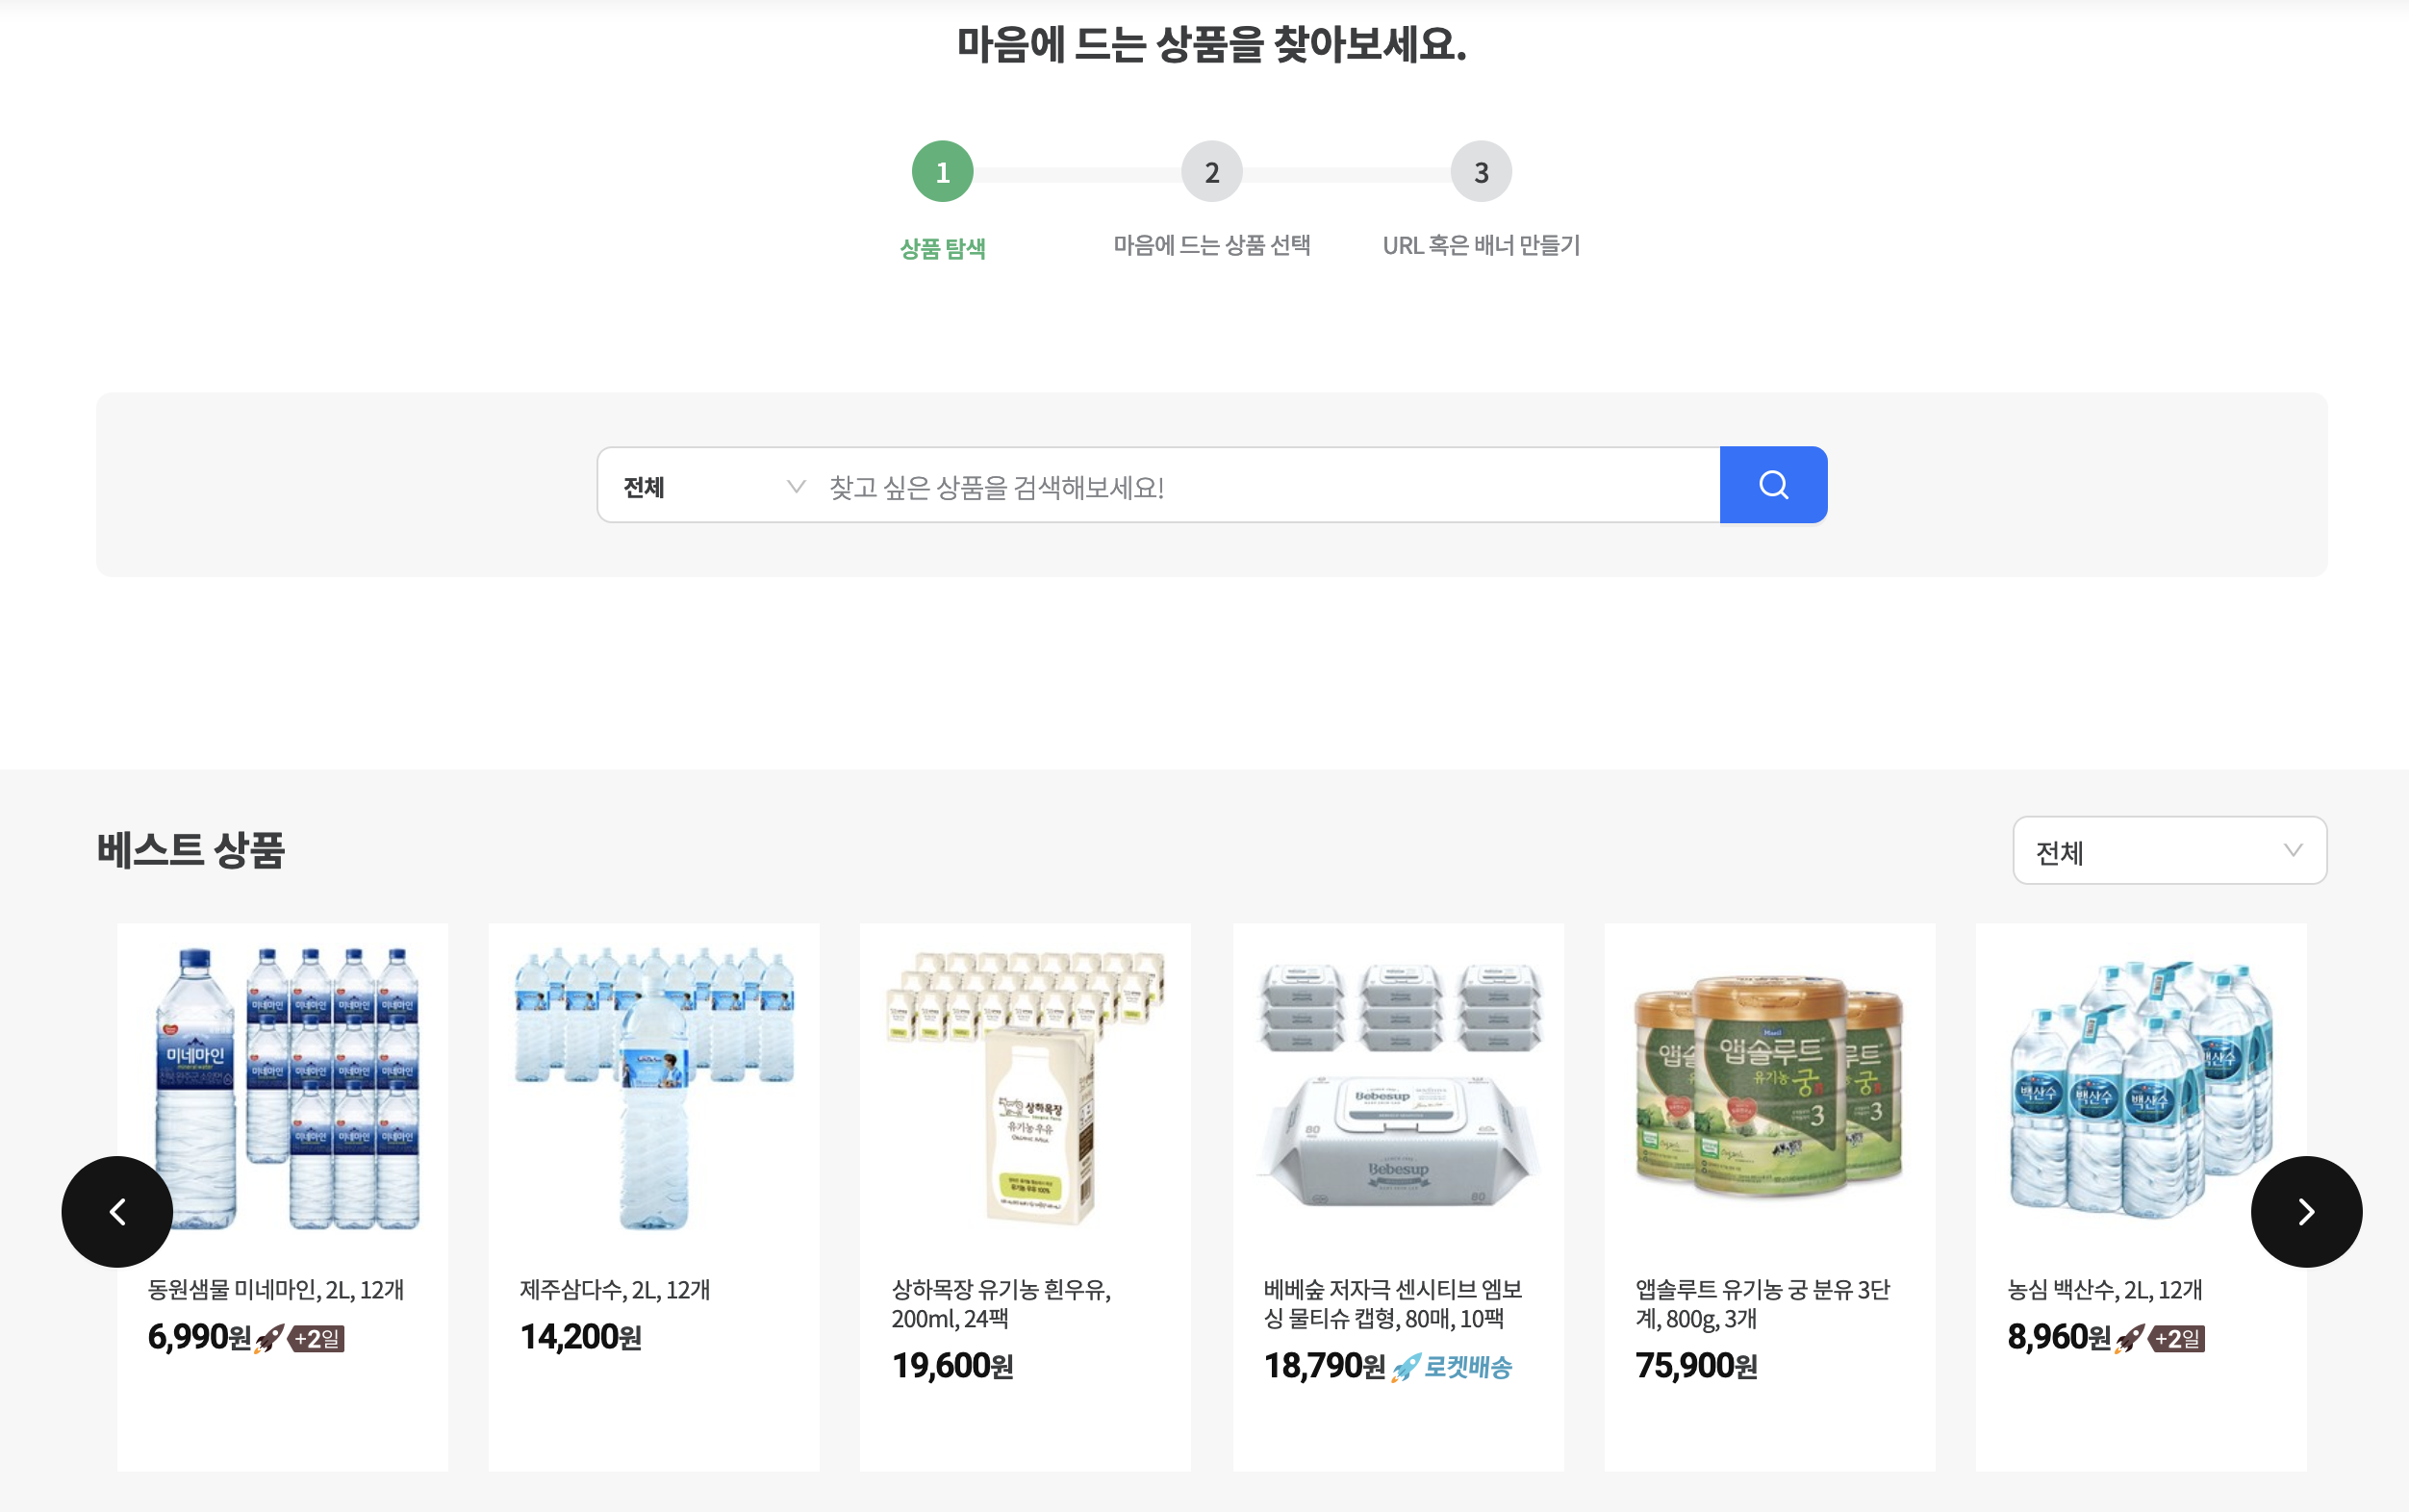 마음에 드는 상품을 찾아보세요.
1
2
3
상품 탐색
마음에 드는 상품 선택
URL 혹은 배너 만들기
전체
찾고 싶은 상품을 검색해보세요!
베스트 상품
전체
미네마인
상하목장
유기농 우유
Bebesup
Bebesup
80
80
앱솔루트
유기농 궁
3
백산수
백산수
백산수
동원샘물 미네마인, 2L, 12개
6,990원 +2일
제주삼다수, 2L, 12개
14,200원
상하목장 유기농 흰우유,
200ml, 24팩
19,600원
베베숲 저자극 센시티브 엠보
싱 물티슈 캡형, 80매, 10팩
18,790원 로켓배송
앱솔루트 유기농 궁 분유 3단
계, 800g, 3개
75,900원
농심 백산수, 2L, 12개
8,960원 +2일